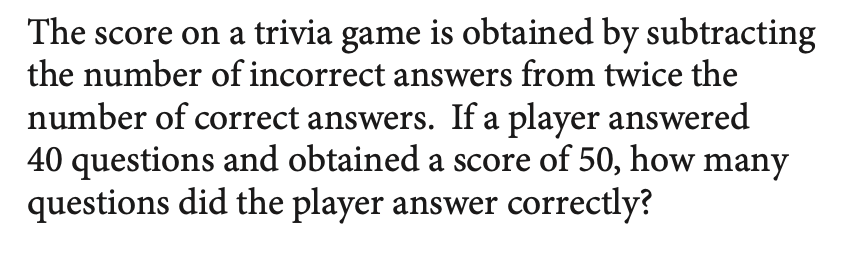 The score on a trivia game is obtained by subtracting
the number of incorrect answers from twice the
number of correct answers.  If a player answered
40 questions and obtained a score of 50, how many
questions did the player answer correctly?